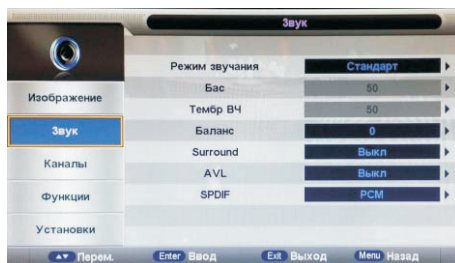 Звук
Режим звучания Стандарт
Бас 50
Изображение
Тембр ВЧ 50
Звук
Баланс 0
Surround Выкл
Каналы
AVL Выкл
Функции
SPDIF PCM
Установки
Перем. Enter Ввод Exit Выход Menu Назад